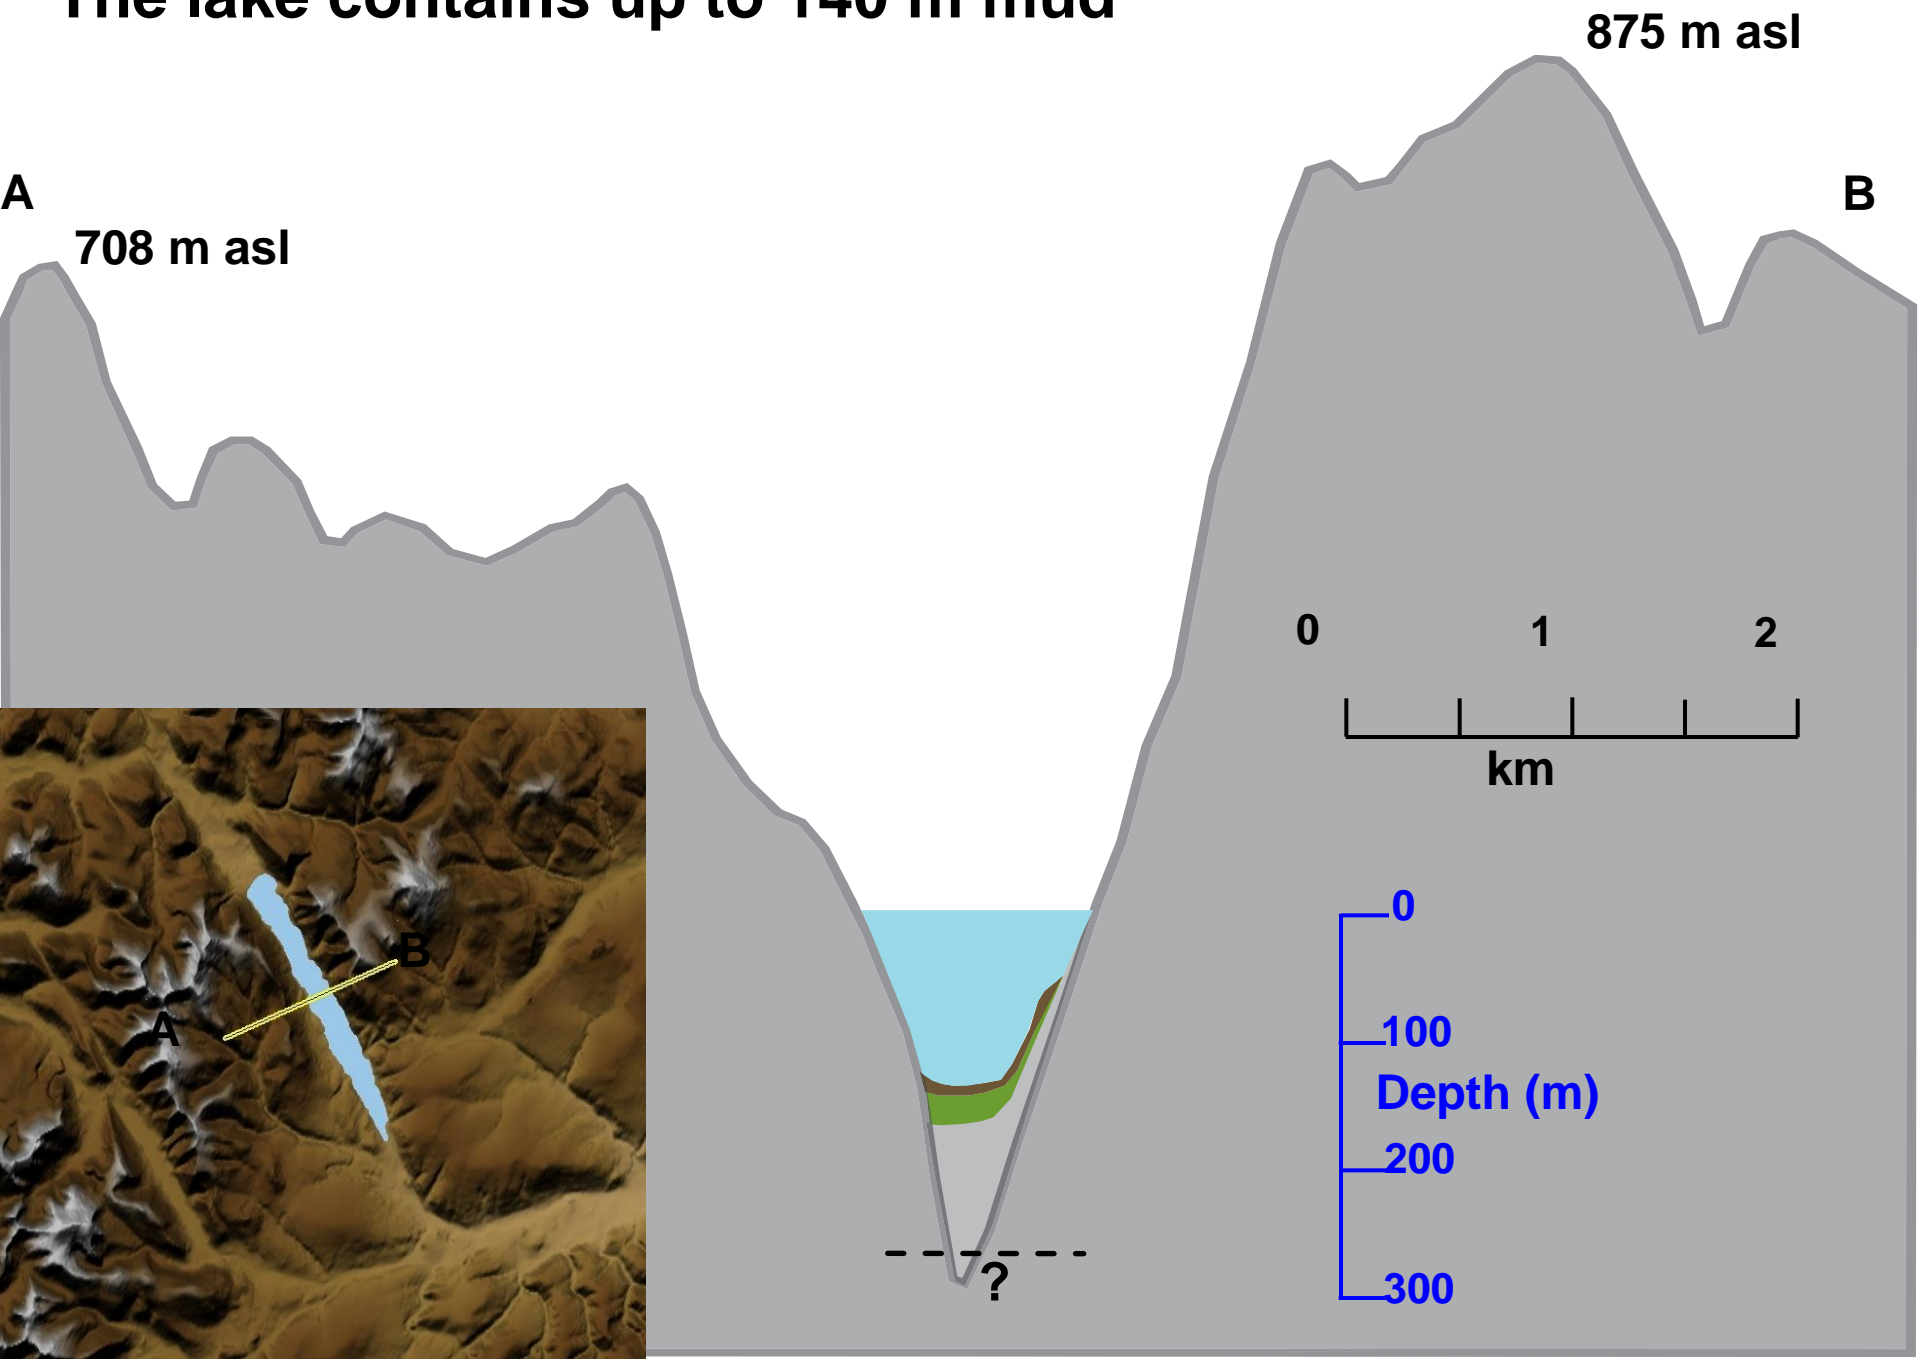 The lake contains up to 140 m mud
875 m asl
A
B
708 m asl
0 1 2
km
0
100
Depth (m)
200
300
?
B
A